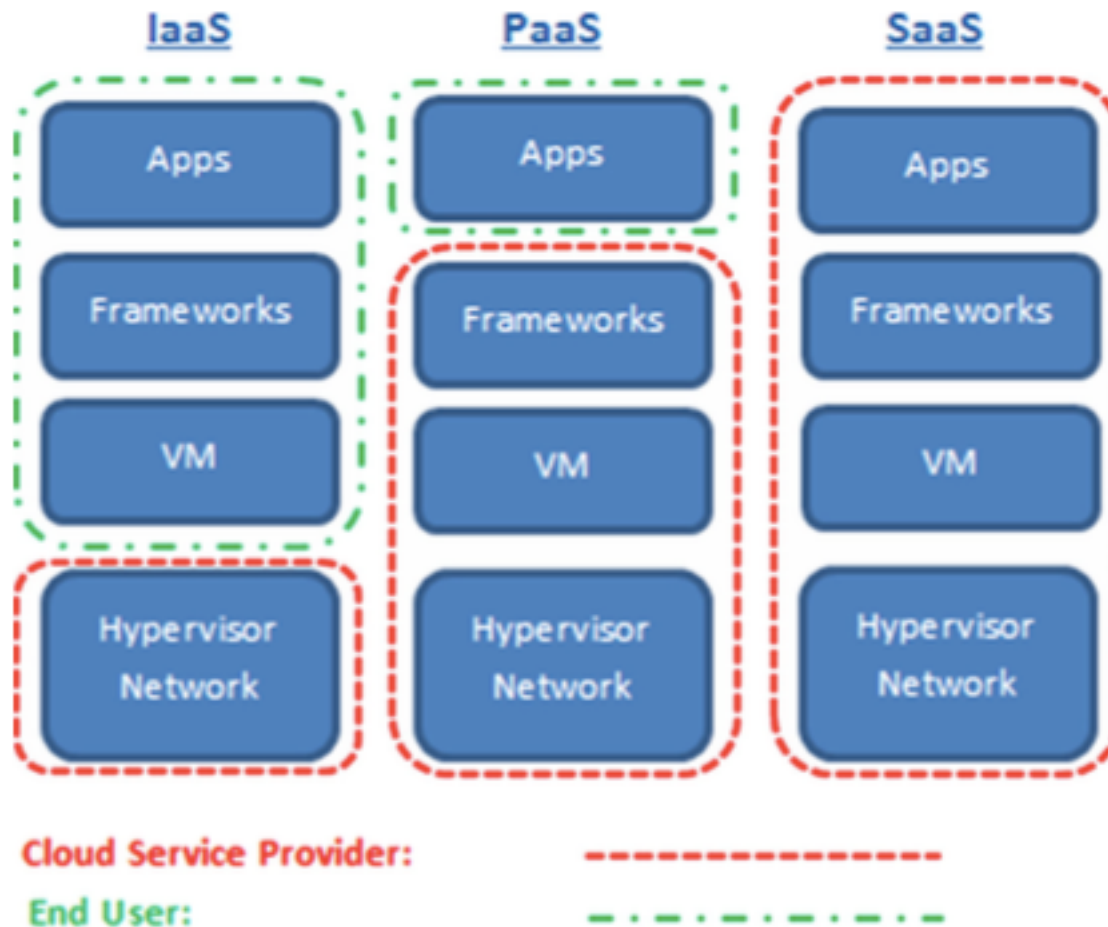 IaaS PaaS SaaS
Apps Apps Apps
Frameworks Frameworks Frameworks
VM VM VM
Hypervisor Hypervisor Hypervisor
Network Network Network
Cloud Service Provider:
End User: